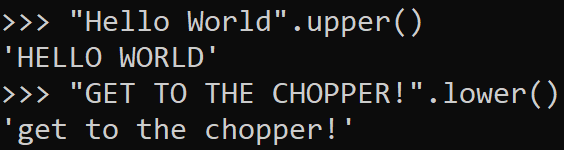 >>> "Hello World".upper()
'HELLO WORLD'
>>> "GET TO THE CHOPPER!".lower()
'get to the chopper!'